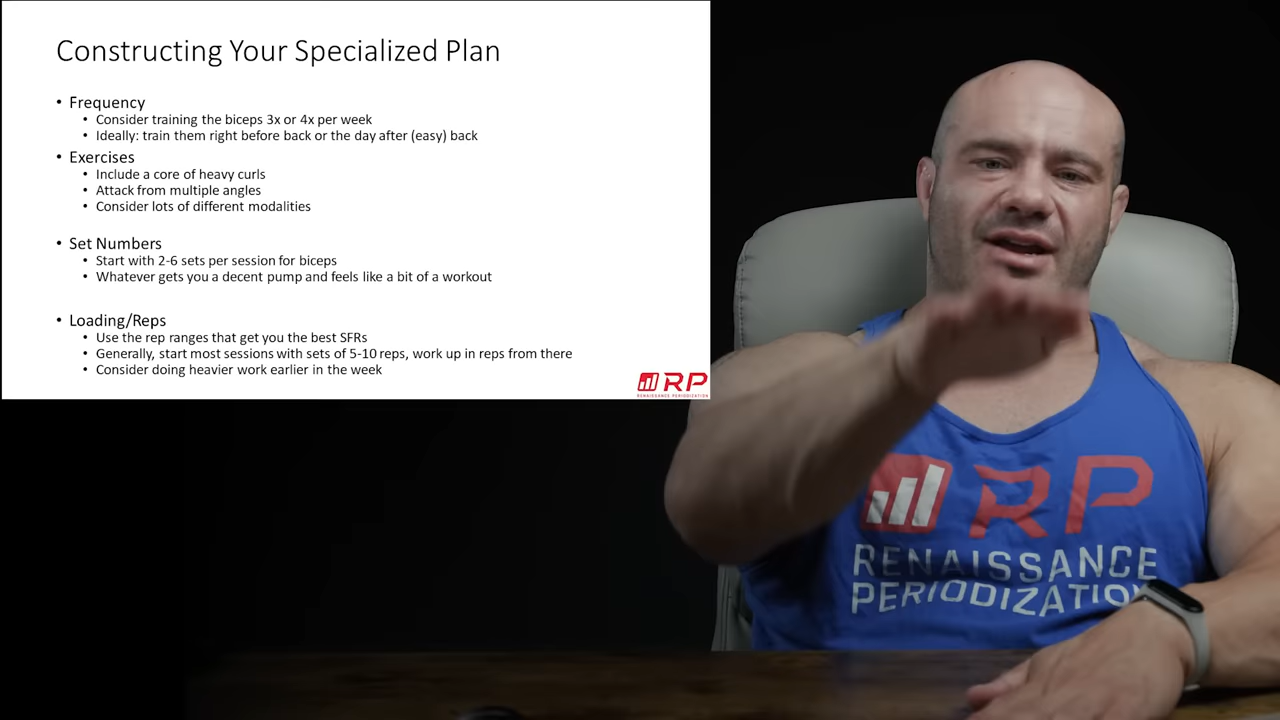 Constructing Your Specialized Plan
• Frequency
• Consider training the biceps 3x or 4x per week
• Ideally: train them right before back or the day after (easy) back
• Exercises
• Include a core of heavy curls
• Attack from multiple angles
• Consider lots of different modalities
• Set Numbers
• Start with 2-6 sets per session for biceps
• Whatever gets you a decent pump and feels like a bit of a workout
• Loading/Reps
• Use the rep ranges that get you the best SFRs
• Generally, start most sessions with sets of 5-10 reps, work up in reps from there
• Consider doing heavier work earlier in the week
RP
RENAISSANCE PERIODIZATION
RP
RENAISSANCE
PERIODIZATION